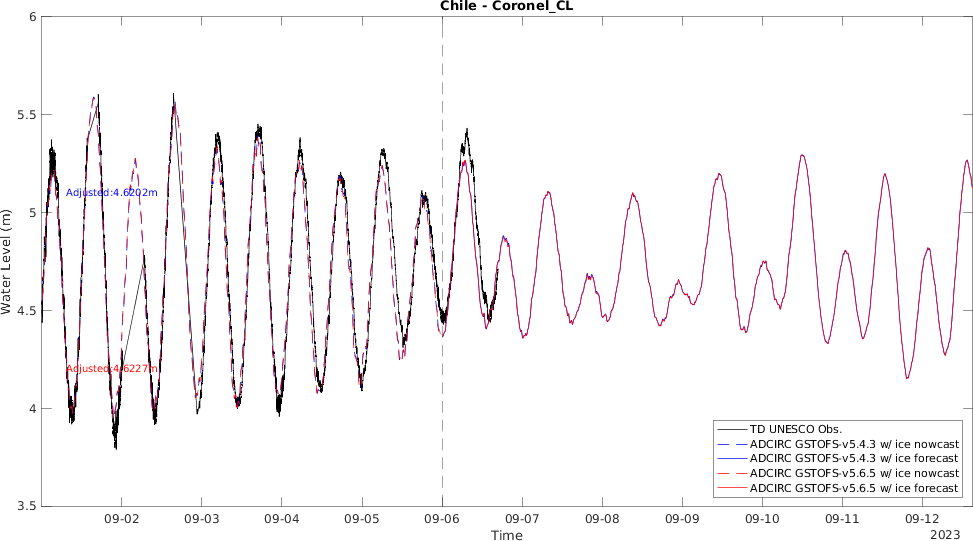 Chile - Coronel_CL
6
5.5
5
4.5
4
3.5
Water Level (m)
Adjusted:4.6202m
Adjusted:4.6227m
TD UNESCO Obs.
ADCIRC GSTOFS-v5.4.3 w/ ice nowcast
ADCIRC GSTOFS-v5.4.3 w/ ice forecast
ADCIRC GSTOFS-v5.6.5 w/ ice nowcast
ADCIRC GSTOFS-v5.6.5 w/ ice forecast
09-02 09-03 09-04 09-05 09-06 09-07 09-08 09-09 09-10 09-11 09-12
Time
2023